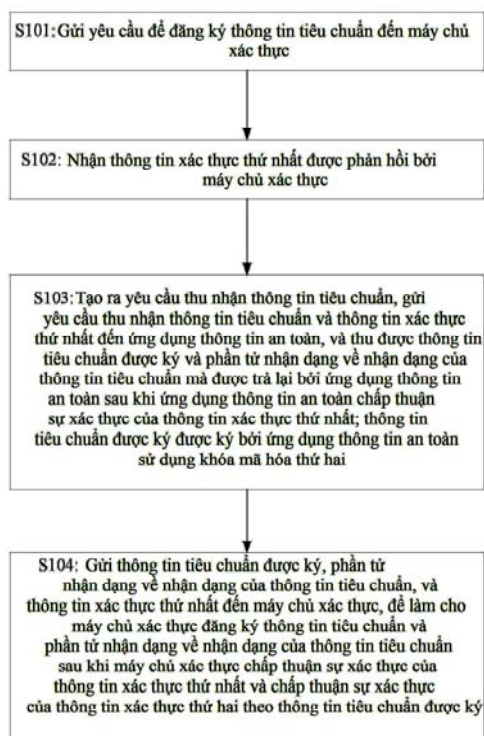 S101: Gửi yêu cầu để đăng ký thông tin tiêu chuẩn đến máy chủ
xác thực
S102: Nhận thông tin xác thực thứ nhất được phản hồi bởi
máy chủ xác thực
S103: Tạo ra yêu cầu thu nhận thông tin tiêu chuẩn, gửi
yêu cầu thu nhận thông tin tiêu chuẩn và thông tin xác thực
thứ nhất đến ứng dụng thông tin an toàn, và thu được thông tin
tiêu chuẩn được ký và phần tử nhận dạng về nhận dạng của
thông tin tiêu chuẩn mà được trả lại bởi ứng dụng thông tin
an toàn sau khi ứng dụng thông tin an toàn chấp thuận
sự xác thực của thông tin xác thực thứ nhất; thông tin
tiêu chuẩn được ký được ký bởi ứng dụng thông tin an toàn
sử dụng khóa mã hóa thứ hai
S104: Gửi thông tin tiêu chuẩn được ký, phần tử
nhận dạng về nhận dạng của thông tin tiêu chuẩn, và
thông tin xác thực thứ nhất đến máy chủ xác thực, để làm cho
máy chủ xác thực đăng ký thông tin tiêu chuẩn và
phần tử nhận dạng về nhận dạng của thông tin tiêu chuẩn
sau khi máy chủ xác thực chấp thuận sự xác thực của
thông tin xác thực thứ nhất và chấp thuận sự xác thực
của thông tin xác thực thứ hai theo thông tin tiêu chuẩn được ký